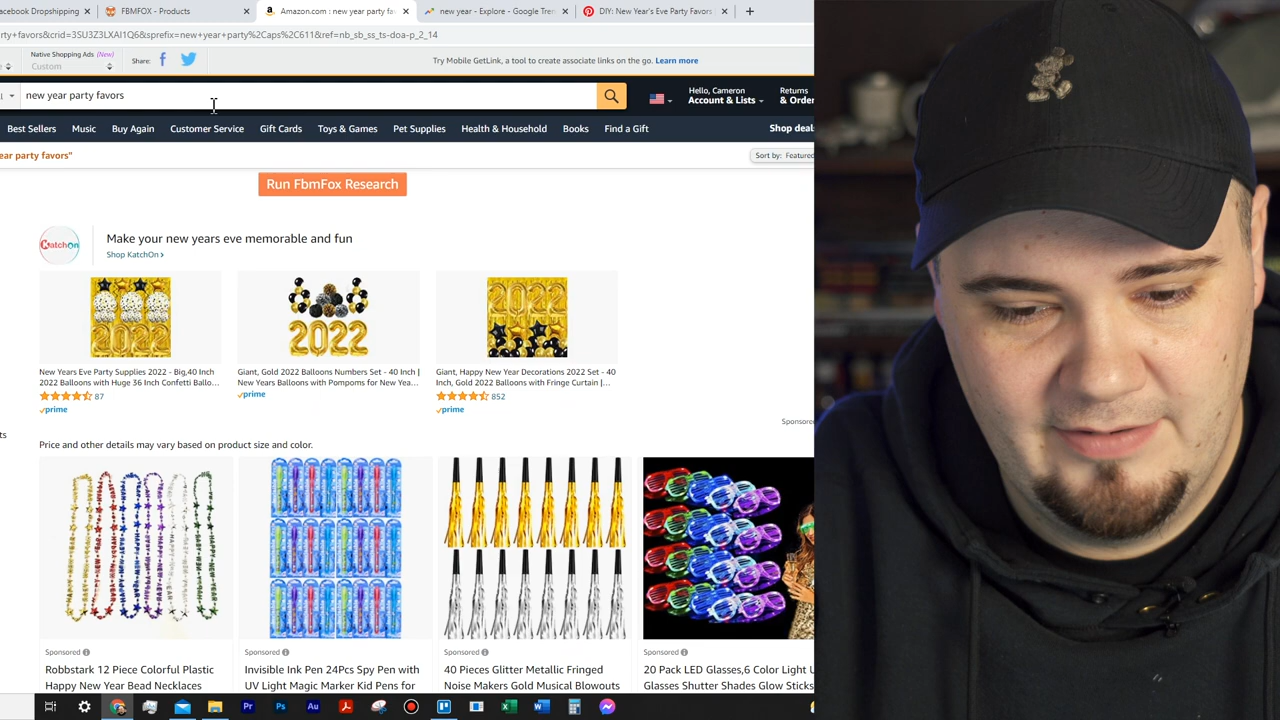 acebook Dropshipping
FBMFOX - Products
Amazon.com : new year party fa
new year - Explore - Google Tren
DIY: New Year's Eve Party Favors
rty+favors&crid=3SU3Z3LXAI1Q6&sprefix=new+year+party%2Caps%2C611&ref=nb_sb_ss_ts-doa-p_2_14
Native Shopping Ads (New)
Custom
Share:
Try Mobile GetLink, a tool to create associate links on the go. Learn more
new year party favors
Hello, Cameron
Account & Lists
Returns
& Order
Best Sellers Music Buy Again Customer Service Gift Cards Toys & Games Pet Supplies Health & Household Books Find a Gift Shop deals
ear party favors"
Sort by: Featured
Run FbmFox Research
KatchOn
Make your new years eve memorable and fun
Shop KatchOn ›
New Years Eve Party Supplies 2022 - Big,40 Inch
2022 Balloons with Huge 36 Inch Confetti Ballo...
87
prime
Giant, Gold 2022 Balloons Numbers Set - 40 Inch |
New Years Balloons with Pompoms for New Yea...
prime
Giant, Happy New Year Decorations 2022 Set - 40
Inch, Gold 2022 Balloons with Fringe Curtain |...
852
prime
Sponsored
ts
Price and other details may vary based on product size and color.
Sponsored
Robbstark 12 Piece Colorful Plastic
Happy New Year Bead Necklaces
Sponsored
Invisible Ink Pen 24Pcs Spy Pen with
UV Light Magic Marker Kid Pens for
Sponsored
40 Pieces Glitter Metallic Fringed
Noise Makers Gold Musical Blowouts
Sponsored
20 Pack LED Glasses,6 Color Light U
Glasses Shutter Shades Glow Sticks